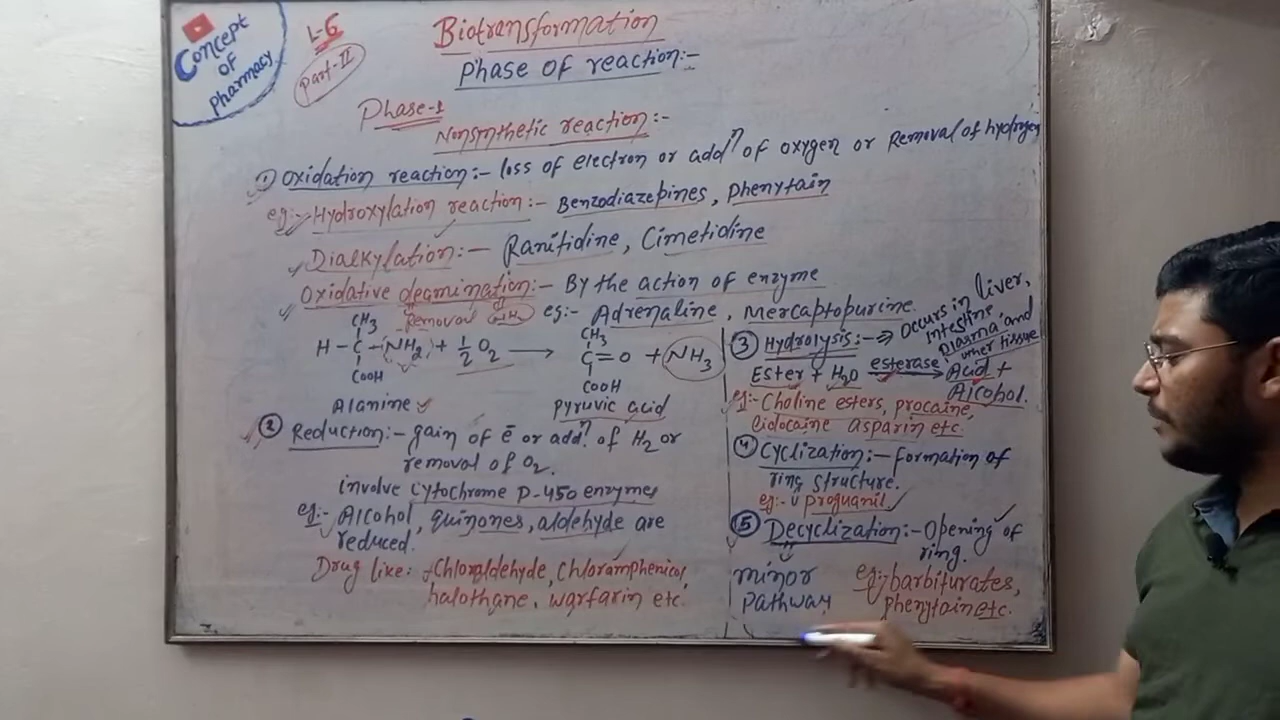 Concept
OF
Pharmacy
L-6
Part-II
Biotransformation
Phase of reaction:-
Phase-1
Nonsynthetic reaction:-
① Oxidation reaction:- loss of electron or addⁿ of oxygen or Removal of hydrogen
eg:- Hydroxylation reaction:- Benzodiazepines, Phenytain
Dialkylation:- Ranitidine, Cimetidine
Oxidative deamination:- By the action of enzyme
Removal NH₂ eg:- Adrenaline, Mercaptopurine.
CH₃
H-C-NH₂ + 1/2 O₂ →
COOH
Alanine
CH₃
C=O + NH₃
COOH
Pyruvic acid
② Reduction:- gain of ē or addⁿ of H₂ or
removal of O₂.
involve Cytochrome P-450 enzymes
eg:- Alcohol, quinones, aldehyde are
reduced.
Drug like:- Chloraldehyde, Chloramphenicol,
halothane, warfarin etc.
③ Hydrolysis:- ⇒ Occurs in liver,
intestine,
plasma and
other tissue
Ester + H₂O esterase → Acid +
Alcohol.
eg:- Choline esters, procaine,
lidocaine asparin etc.
④ Cyclization:- formation of
ring structure.
eg:- Proguanil.
⑤ Decyclization:- Opening of
ring.
minor
pathway
eg:- barbiturates,
phenytain etc.